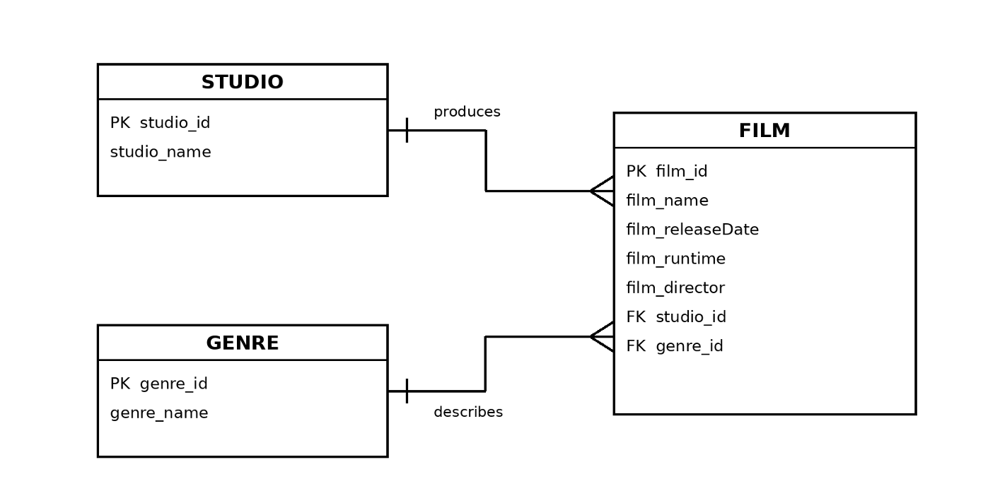 STUDIO
PK studio_id
studio_name
produces
FILM
PK film_id
film_name
film_releaseDate
film_runtime
film_director
FK studio_id
FK genre_id
GENRE
PK genre_id
genre_name
describes